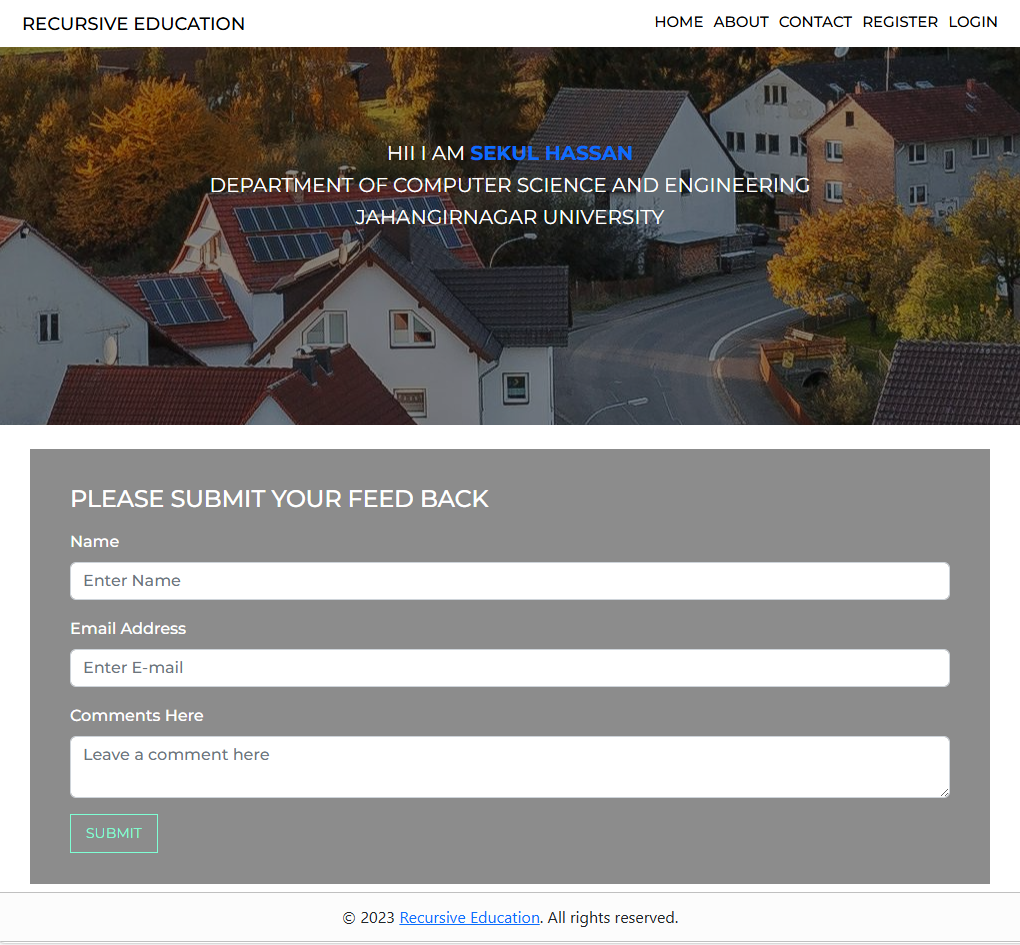 RECURSIVE EDUCATION
HOME ABOUT CONTACT REGISTER LOGIN
HII I AM SEKUL HASSAN
DEPARTMENT OF COMPUTER SCIENCE AND ENGINEERING
JAHANGIRNAGAR UNIVERSITY
PLEASE SUBMIT YOUR FEED BACK
Name
Enter Name
Email Address
Enter E-mail
Comments Here
Leave a comment here
SUBMIT
© 2023 Recursive Education. All rights reserved.